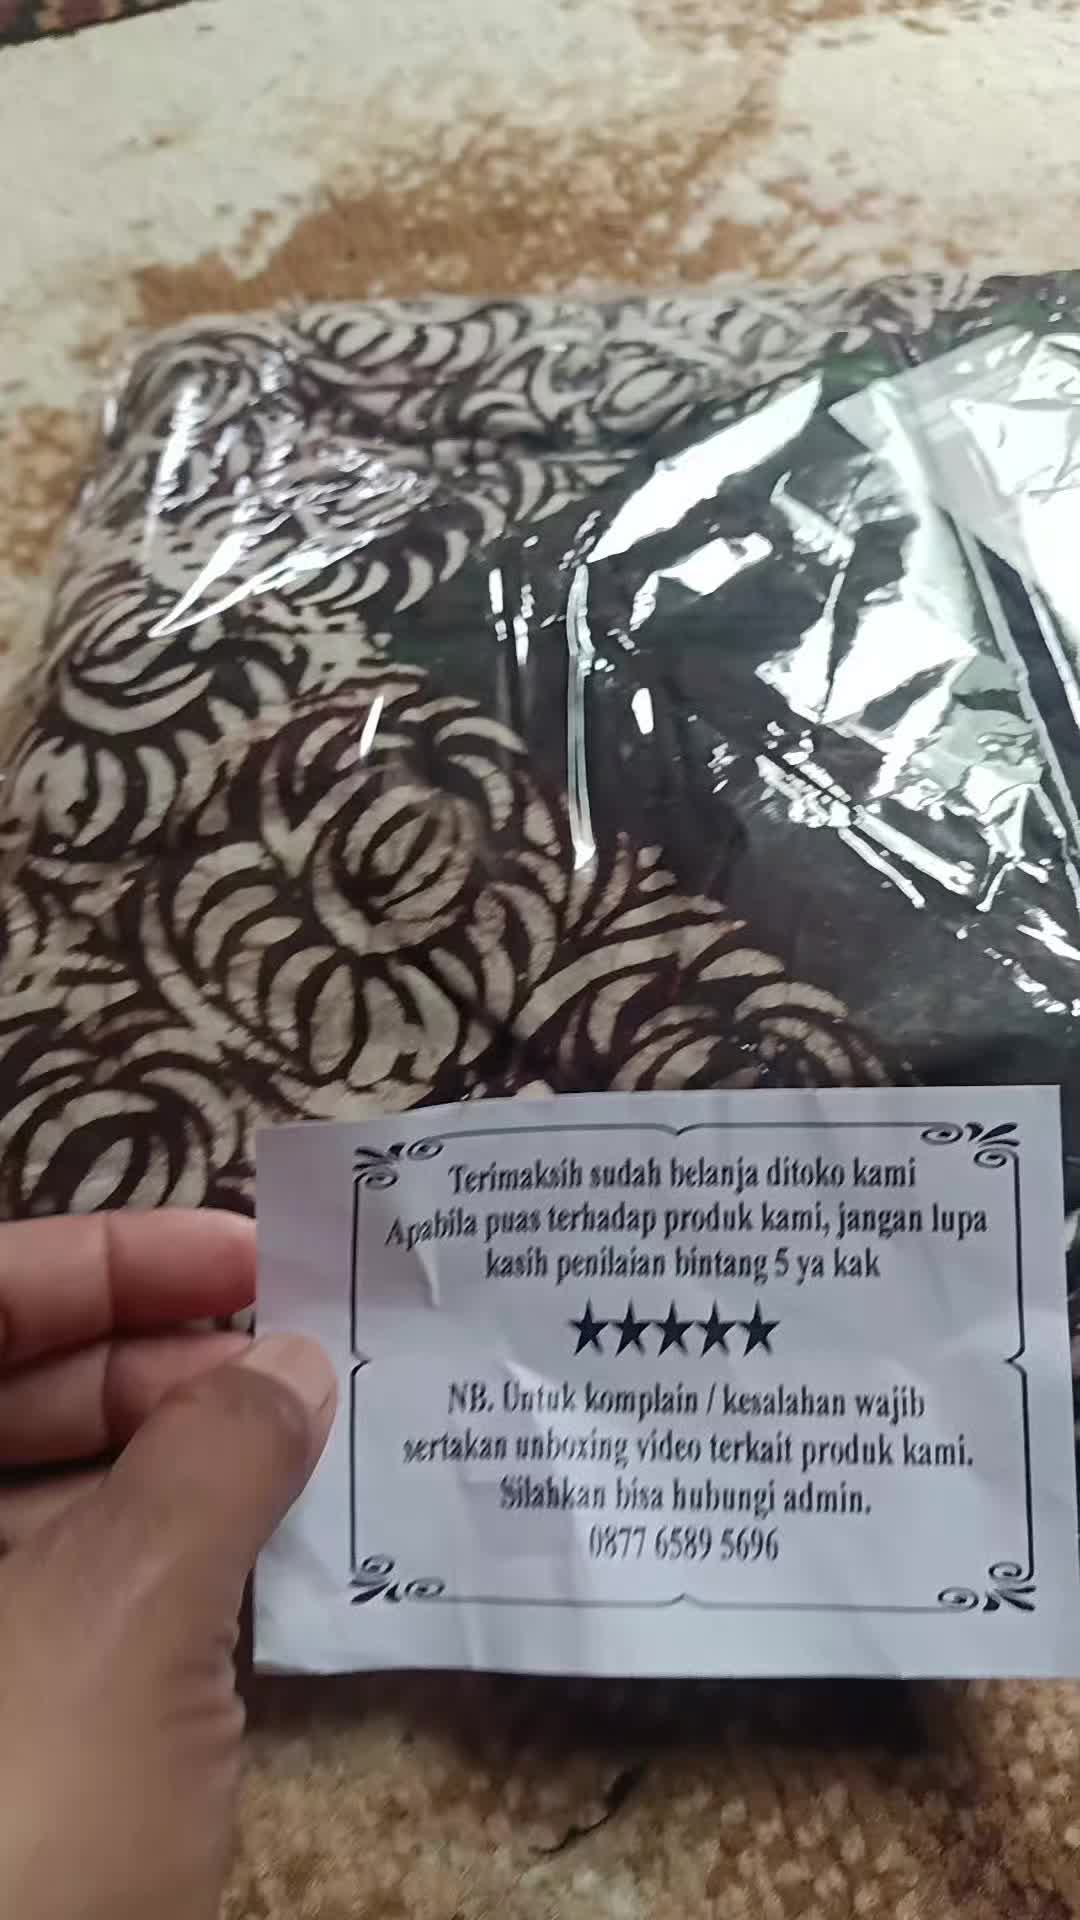 Terimaksih sudah belanja ditoko kami
Apabila puas terhadap produk kami, jangan lupa
kasih penilaian bintang 5 ya kak
★★★★★
NB. Untuk komplain / kesalahan wajib
sertakan unboxing video terkait produk kami.
Silahkan bisa hubungi admin.
0877 6589 5696